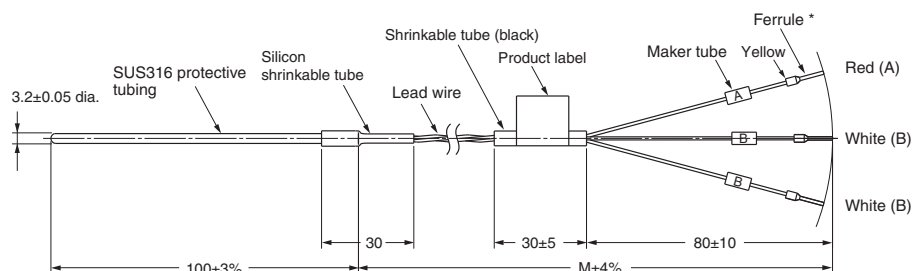 Ferrule *
Shrinkable tube (black)
Product label
Maker tube
Yellow
Red (A)
Silicon
shrinkable tube
SUS316 protective
tubing
Lead wire
3.2±0.05 dia.
A
B
White (B)
B
White (B)
30
30±5
80±10
100±3%
M±4%